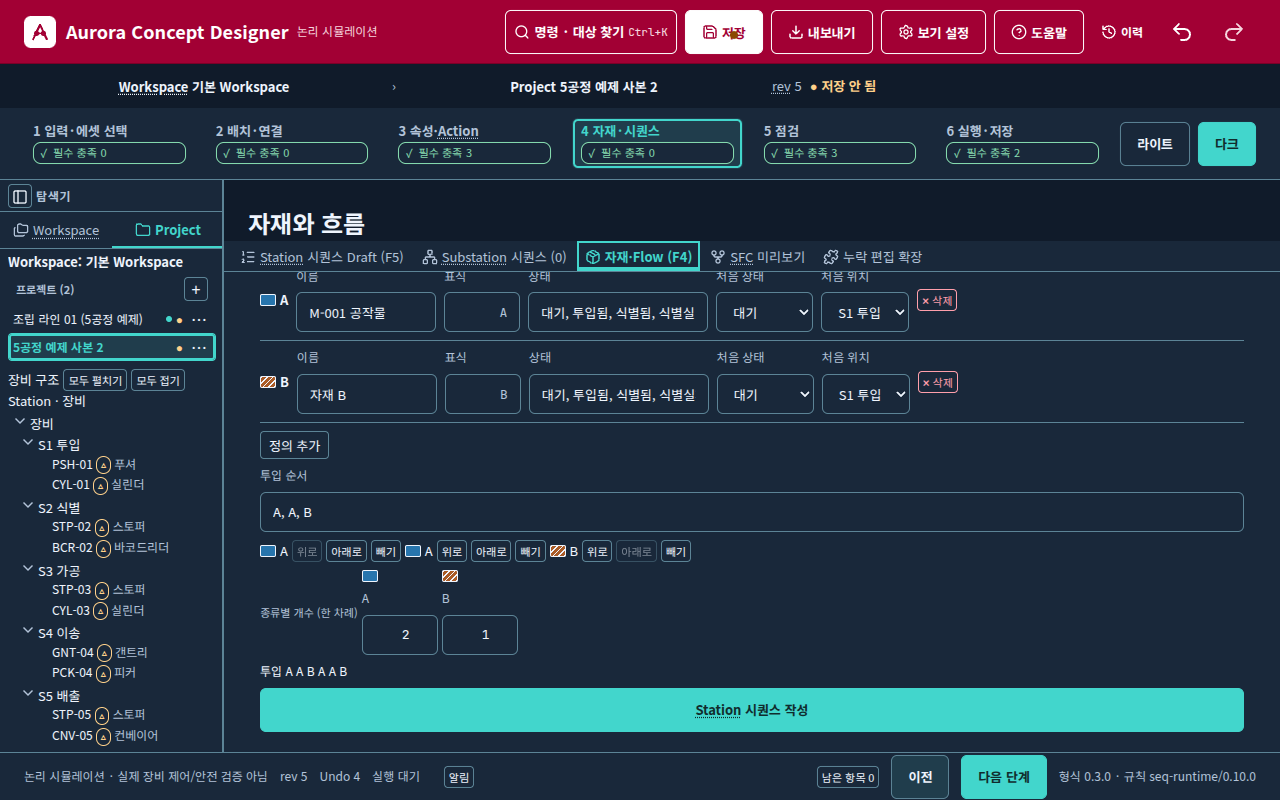 Aurora Concept Designer 논리 시뮬레이션 명령 · 대상 찾기 Ctrl+K 저장 내보내기 보기 설정 도움말 이력
Workspace 기본 Workspace › Project 5공정 예제 사본 2 rev 5 ● 저장 안 됨
1 입력·에셋 선택 2 배치·연결 3 속성·Action 4 자재·시퀀스 5 점검 6 실행·저장
✓ 필수 충족 0 ✓ 필수 충족 0 ✓ 필수 충족 3 ✓ 필수 충족 0 ✓ 필수 충족 3 ✓ 필수 충족 2 라이트 다크
탐색기
Workspace Project
Workspace: 기본 Workspace
프로젝트 (2) +
조립 라인 01 (5공정 예제) ● ● ···
5공정 예제 사본 2 ● ···
장비 구조 모두 펼치기 모두 접기
Station · 장비
장비
S1 투입
PSH-01 푸셔
CYL-01 실린더
S2 식별
STP-02 스토퍼
BCR-02 바코드리더
S3 가공
STP-03 스토퍼
CYL-03 실린더
S4 이송
GNT-04 갠트리
PCK-04 피커
S5 배출
STP-05 스토퍼
CNV-05 컨베이어
자재와 흐름
Station 시퀀스 Draft (F5) Substation 시퀀스 (0) 자재·Flow (F4) SFC 미리보기 누락 편집 확장
이름 표식 상태 처음 상태 처음 위치
A M-001 공작물 A 대기, 투입됨, 식별됨, 식별실 대기 S1 투입 × 삭제
이름 표식 상태 처음 상태 처음 위치
B 자재 B B 대기, 투입됨, 식별됨, 식별실 대기 S1 투입 × 삭제
정의 추가
투입 순서
A, A, B
A 위로 아래로 빼기 A 위로 아래로 빼기 B 위로 아래로 빼기
A B
종류별 개수 (한 차례) 2 1
투입 A A B A A B
Station 시퀀스 작성
논리 시뮬레이션 · 실제 장비 제어/안전 검증 아님 rev 5 Undo 4 실행 대기 알림 남은 항목 0 이전 다음 단계 형식 0.3.0 · 규칙 seq-runtime/0.10.0